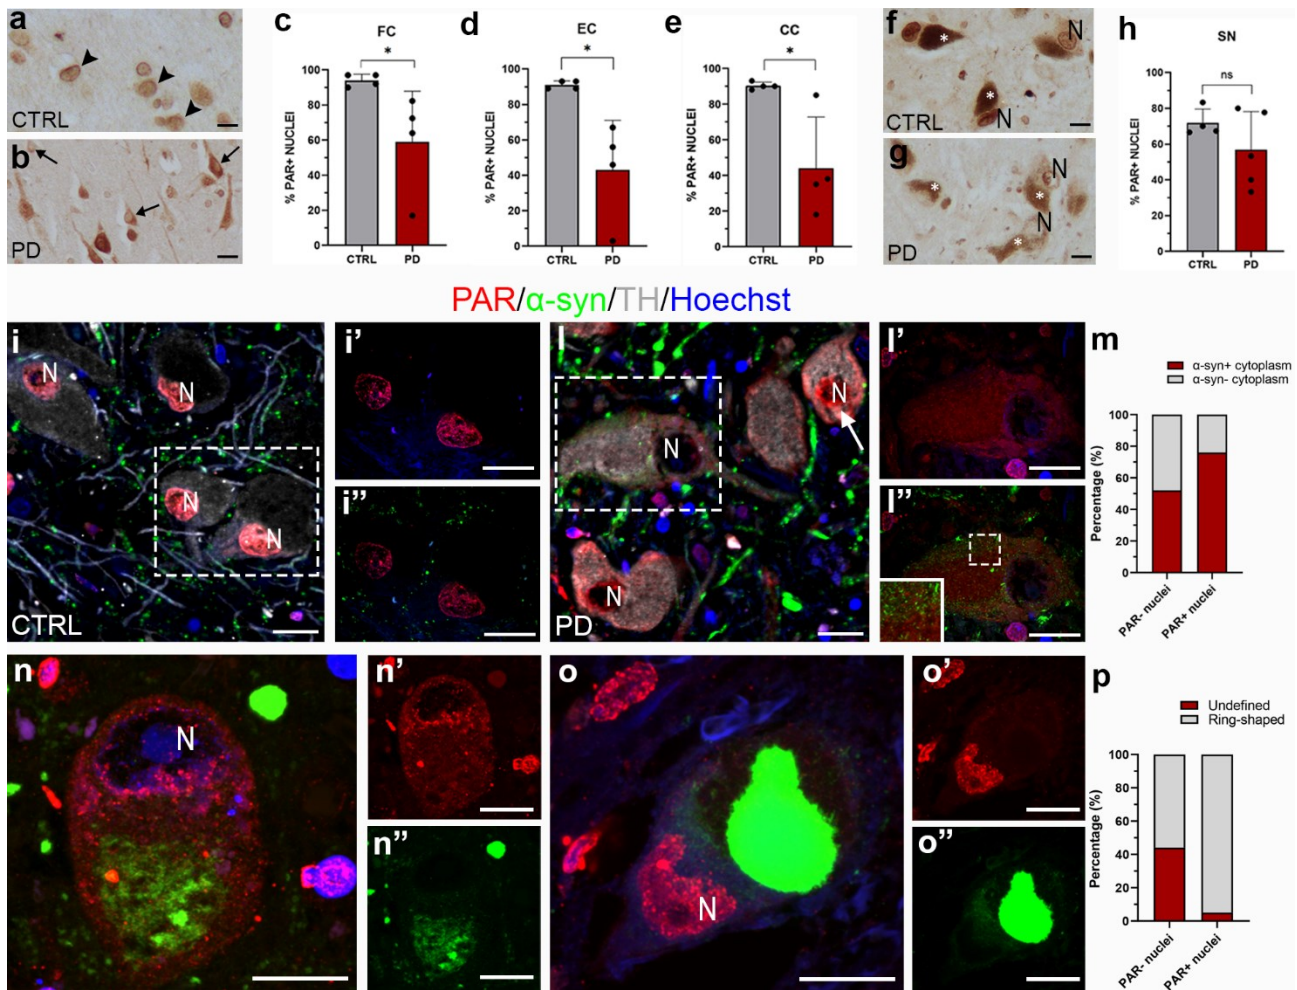 a
CTRL
b
PD
c
FC
*
% PAR+ NUCLEI
100
80
60
40
20
0
CTRL PD
d
EC
*
% PAR+ NUCLEI
100
80
60
40
20
0
CTRL PD
e
CC
*
% PAR+ NUCLEI
100
80
60
40
20
0
CTRL PD
f
* N
* N
CTRL
g
N
* *
N
*
PD
h
SN
ns
% PAR+ NUCLEI
100
80
60
40
20
0
CTRL PD
PAR/α-syn/TH/Hoechst
i
N
N
N
N
CTRL
i’
i”
l
N
N
N
PD
l’
l”
m
α-syn+ cytoplasm
α-syn- cytoplasm
Percentage (%)
100
80
60
40
20
0
PAR- nuclei
PAR+ nuclei
n
N
n’
n”
o
N
o’
o”
p
Undefined
Ring-shaped
Percentage (%)
100
80
60
40
20
0
PAR- nuclei
PAR+ nuclei